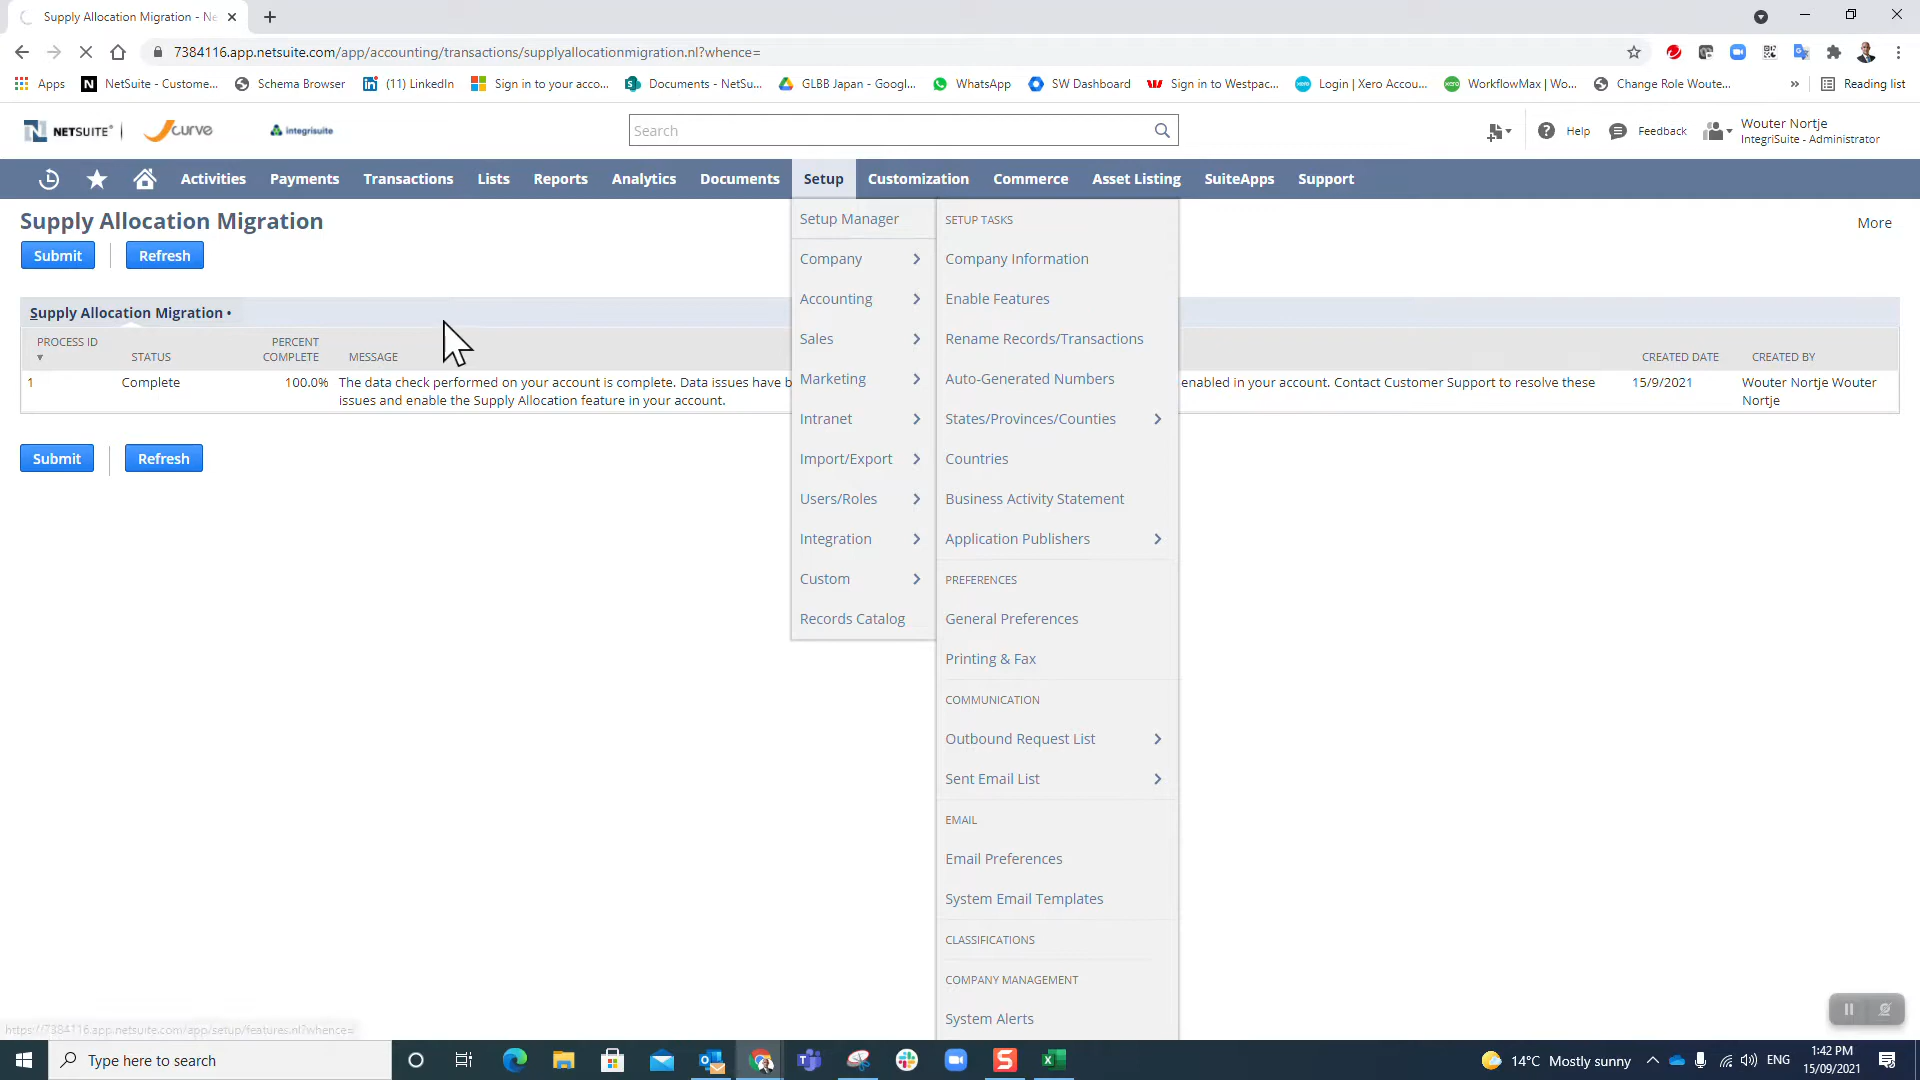 Supply Allocation Migration - Ne
7384116.app.netsuite.com/app/accounting/transactions/supplyallocationmigration.nl?whence=
Apps NetSuite - Custome... Schema Browser (11) LinkedIn Sign in to your acco... Documents - NetSu... GLBB Japan - Googl... WhatsApp SW Dashboard Sign in to Westpac... Login | Xero Accou... WorkflowMax | Wo... Change Role Woute... » Reading list
NETSUITE curve integrisuite
Search
Help Feedback
Wouter Nortje
IntegriSuite - Administrator
Activities Payments Transactions Lists Reports Analytics Documents Setup Customization Commerce Asset Listing SuiteApps Support
Supply Allocation Migration
More
Submit Refresh
Supply Allocation Migration •
PROCESS ID STATUS PERCENT COMPLETE MESSAGE CREATED DATE CREATED BY
1 Complete 100.0% The data check performed on your account is complete. Data issues have b enabled in your account. Contact Customer Support to resolve these 15/9/2021 Wouter Nortje Wouter
issues and enable the Supply Allocation feature in your account. Nortje
Submit Refresh
Setup Manager
Company
Accounting
Sales
Marketing
Intranet
Import/Export
Users/Roles
Integration
Custom
Records Catalog
SETUP TASKS
Company Information
Enable Features
Rename Records/Transactions
Auto-Generated Numbers
States/Provinces/Counties
Countries
Business Activity Statement
Application Publishers
PREFERENCES
General Preferences
Printing & Fax
COMMUNICATION
Outbound Request List
Sent Email List
EMAIL
Email Preferences
System Email Templates
CLASSIFICATIONS
COMPANY MANAGEMENT
System Alerts
https://7384116.app.netsuite.com/app/setup/features.nl?whence=
Type here to search
14°C Mostly sunny
ENG
1:42 PM
15/09/2021